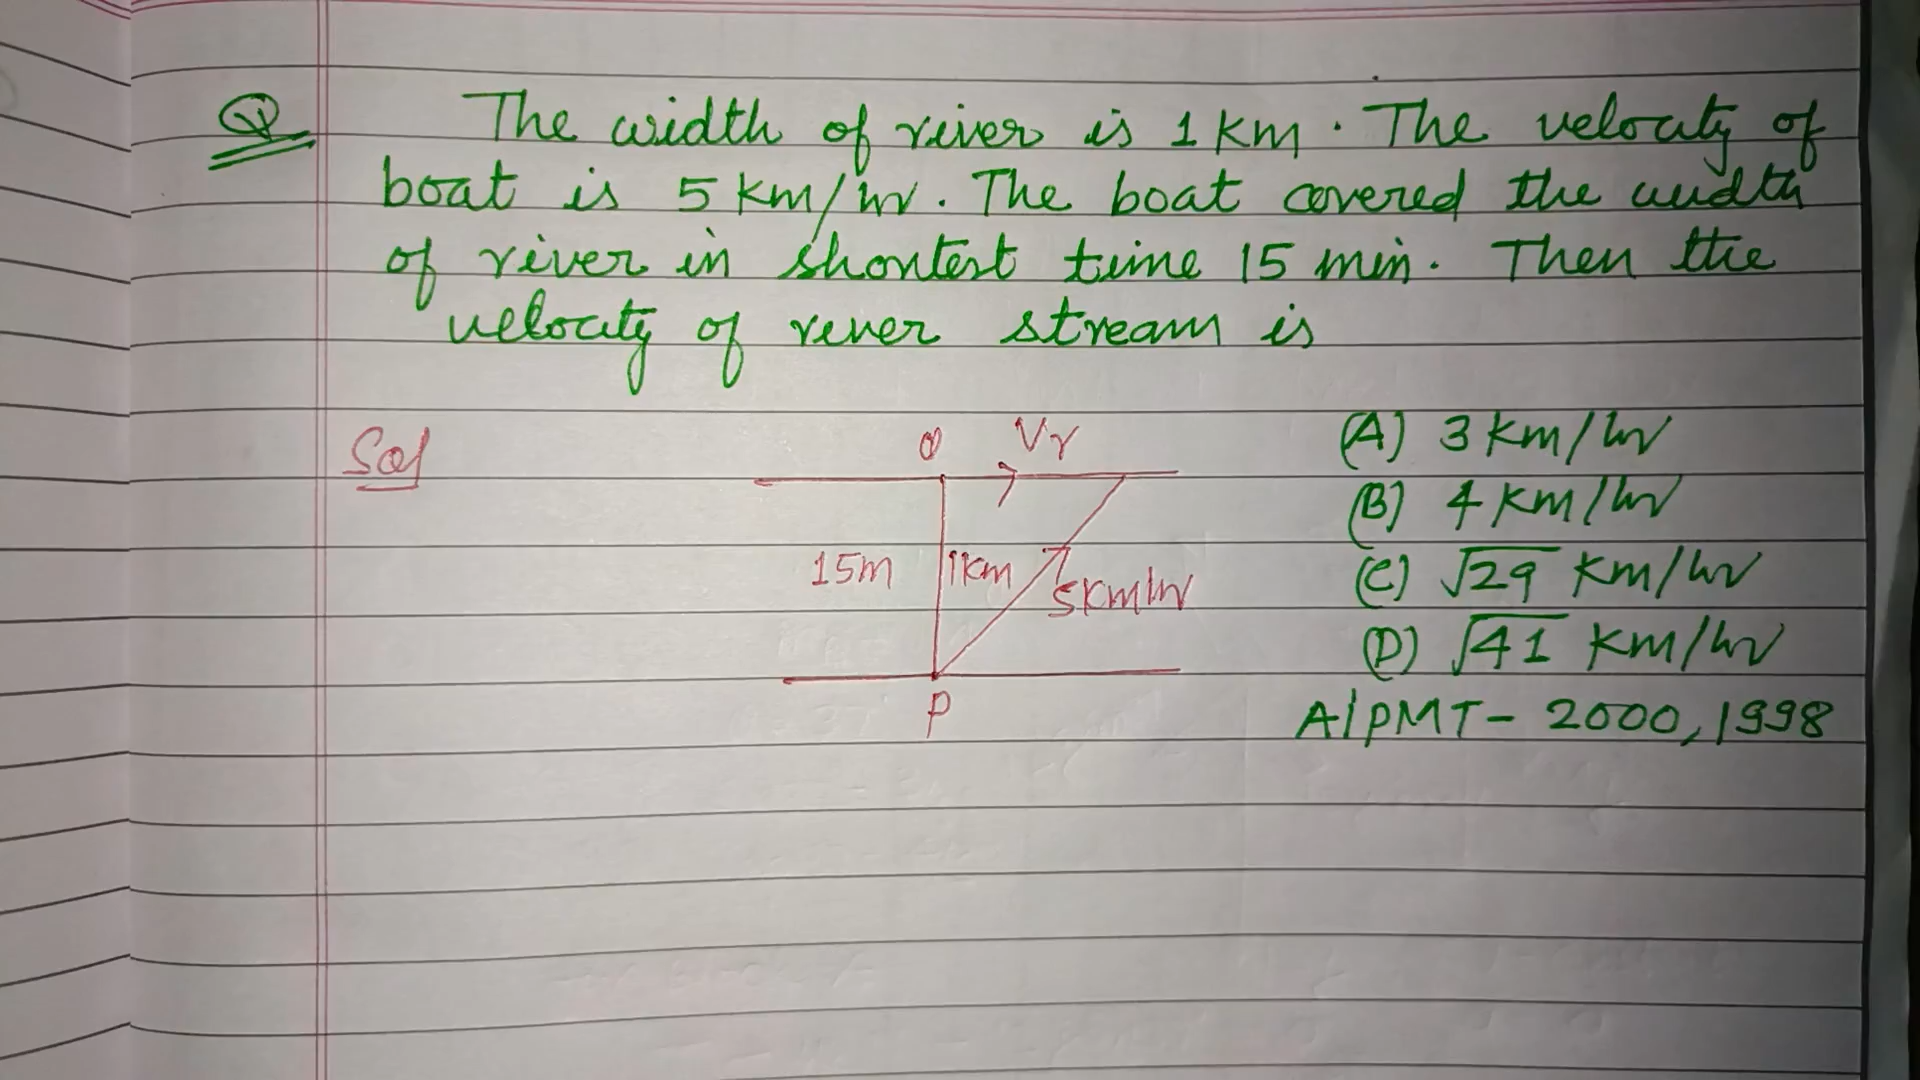 Q The width of river is 1 km. The velocity of
boat is 5 km/hr. The boat covered the width
of river in shortest time 15 min. Then the
velocity of river stream is
Sol
Q Vr
(A) 3 km/hr
(B) 4 km/hr
15m 1km 5km/hr
(C) √29 km/hr
(D) √41 km/hr
P
AIPMT - 2000, 1998